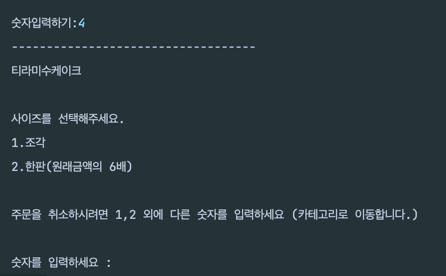 숫자입력하기:4
-----------------------------------
티라미수케이크
사이즈를 선택해주세요.
1.조각
2.한판(원래금액의 6배)
주문을 취소하시려면 1,2 외에 다른 숫자를 입력하세요 (카테고리로 이동합니다.)
숫자를 입력하세요 :